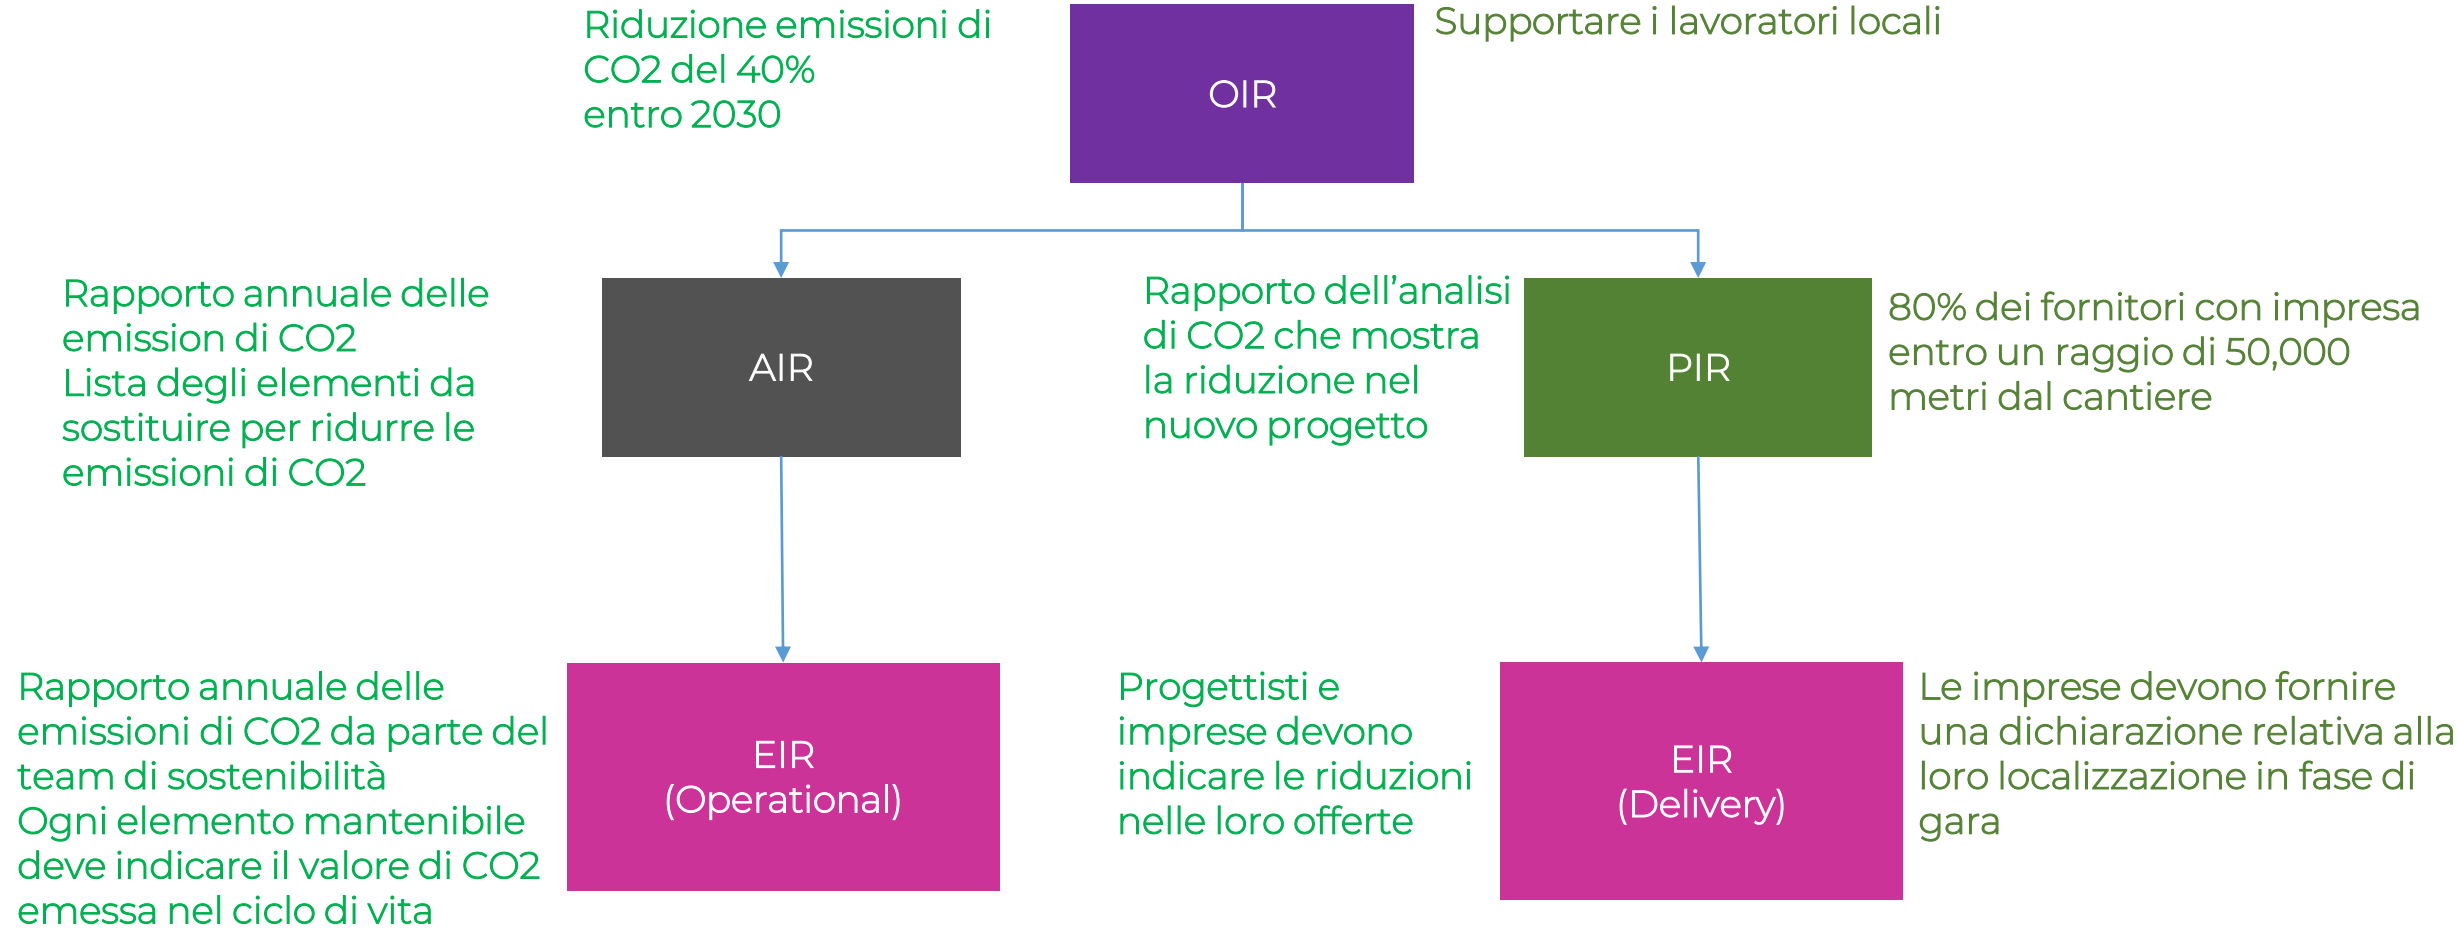 Riduzione emissioni di
CO2 del 40%
entro 2030
OIR
Supportare i lavoratori locali
Rapporto annuale delle
emission di CO2
Lista degli elementi da
sostituire per ridurre le
emissioni di CO2
AIR
Rapporto dell’analisi
di CO2 che mostra
la riduzione nel
nuovo progetto
PIR
80% dei fornitori con impresa
entro un raggio di 50,000
metri dal cantiere
Rapporto annuale delle
emissioni di CO2 da parte del
team di sostenibilità
Ogni elemento mantenibile
deve indicare il valore di CO2
emessa nel ciclo di vita
EIR
(Operational)
Progettisti e
imprese devono
indicare le riduzioni
nelle loro offerte
EIR
(Delivery)
Le imprese devono fornire
una dichiarazione relativa alla
loro localizzazione in fase di
gara